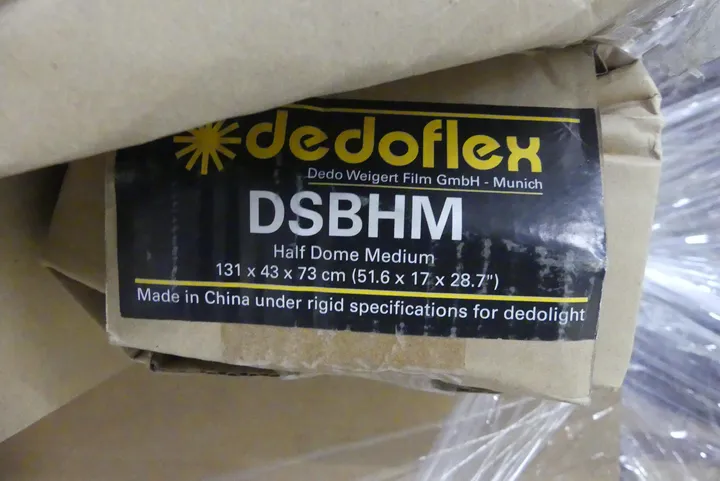 dedoflex
Dedo Weigert Film GmbH - Munich
DSBHM
Half Dome Medium
131 x 43 x 73 cm (51.6 x 17 x 28.7")
Made in China under rigid specifications for dedolight